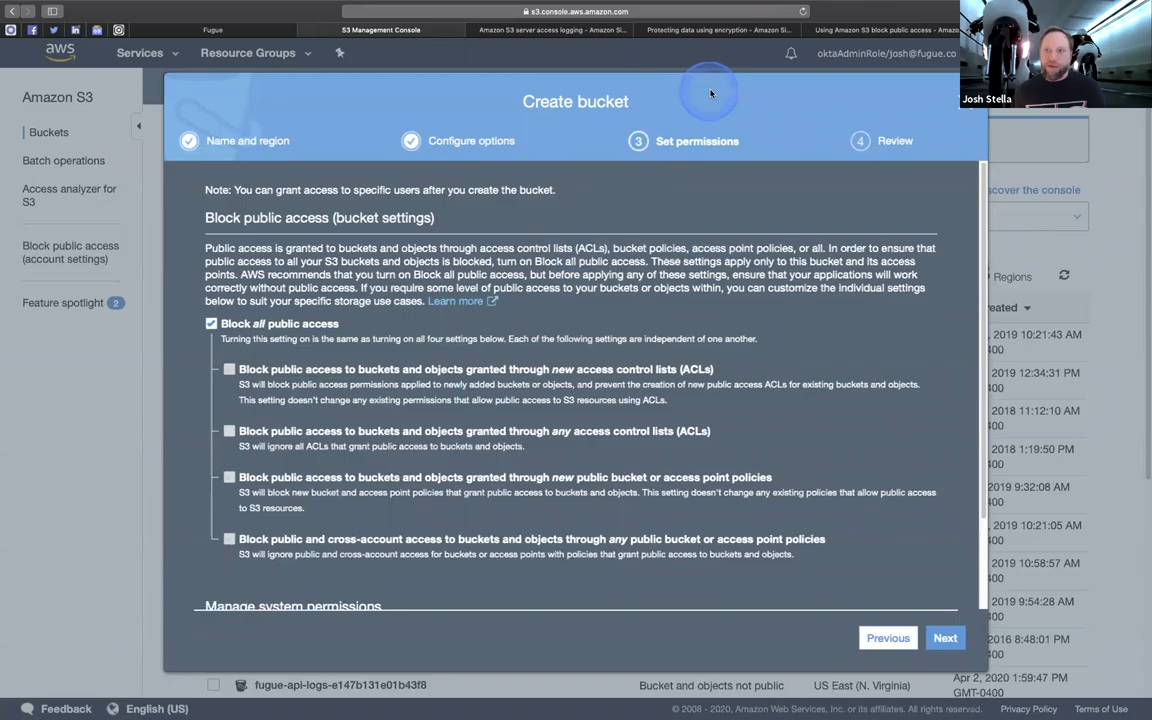 s3.console.aws.amazon.com
Fugue
S3 Management Console
Amazon S3 server access logging - Amazon Si...
Protecting data using encryption - Amazon Si...
Using Amazon S3 block public access - Amazon
aws
Services
Resource Groups
oktaAdminRole/josh@fugue.co
Josh Stella
Amazon S3
Buckets
Batch operations
Access analyzer for
S3
Block public access
(account settings)
Feature spotlight 2
Create bucket
Name and region
Configure options
3 Set permissions
4 Review
Note: You can grant access to specific users after you create the bucket.
Block public access (bucket settings)
Public access is granted to buckets and objects through access control lists (ACLs), bucket policies, access point policies, or all. In order to ensure that
public access to all your S3 buckets and objects is blocked, turn on Block all public access. These settings apply only to this bucket and its access
points. AWS recommends that you turn on Block all public access, but before applying any of these settings, ensure that your applications will work
correctly without public access. If you require some level of public access to your buckets or objects within, you can customize the individual settings
below to suit your specific storage use cases. Learn more
Block all public access
Turning this setting on is the same as turning on all four settings below. Each of the following settings are independent of one another.
Block public access to buckets and objects granted through new access control lists (ACLs)
S3 will block public access permissions applied to newly added buckets or objects, and prevent the creation of new public access ACLs for existing buckets and objects.
This setting doesn't change any existing permissions that allow public access to S3 resources using ACLs.
Block public access to buckets and objects granted through any access control lists (ACLs)
S3 will ignore all ACLs that grant public access to buckets and objects.
Block public access to buckets and objects granted through new public bucket or access point policies
S3 will block new bucket and access point policies that grant public access to buckets and objects. This setting doesn't change any existing policies that allow public access
to S3 resources.
Block public and cross-account access to buckets and objects through any public bucket or access point policies
S3 will ignore public and cross-account access for buckets or access points with policies that grant public access to buckets and objects.
Manage system permissions
Previous
Next
scover the console
Regions
eated
, 2019 10:21:43 AM
400
2019 12:34:31 PM
400
2018 11:12:10 AM
400
2018 1:19:50 PM
400
2019 9:32:08 AM
400
2019 10:21:05 AM
400
2019 10:58:57 AM
400
2019 9:54:28 AM
400
2016 8:48:01 PM
400
fugue-api-logs-e147b131e01b43f8
Bucket and objects not public
US East (N. Virginia)
Apr 2, 2020 1:59:47 PM
GMT-0400
Feedback
English (US)
© 2008 - 2020, Amazon Web Services, Inc. or its affiliates. All rights reserved.
Privacy Policy
Terms of Use